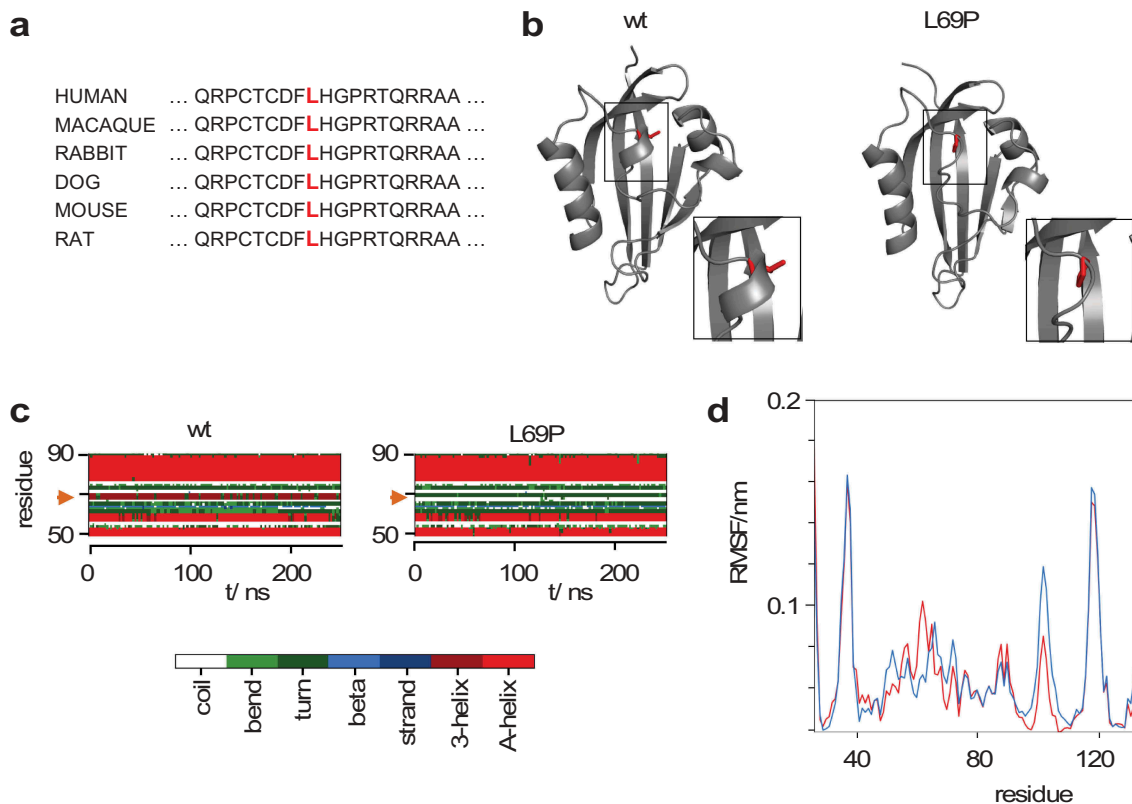 a
HUMAN ... QRPCTCDFLHGPRTQRRAA ...
MACAQUE ... QRPCTCDFLHGPRTQRRAA ...
RABBIT ... QRPCTCDFLHGPRTQRRAA ...
DOG ... QRPCTCDFLHGPRTQRRAA ...
MOUSE ... QRPCTCDFLHGPRTQRRAA ...
RAT ... QRPCTCDFLHGPRTQRRAA ...
b
wt
L69P
c
wt
L69P
residue
90
50
0 100 200
t/ ns
90
50
0 100 200
t/ ns
coil
bend
turn
beta
strand
3-helix
A-helix
d
RMSF/nm
0.2
0.1
40 80 120
residue